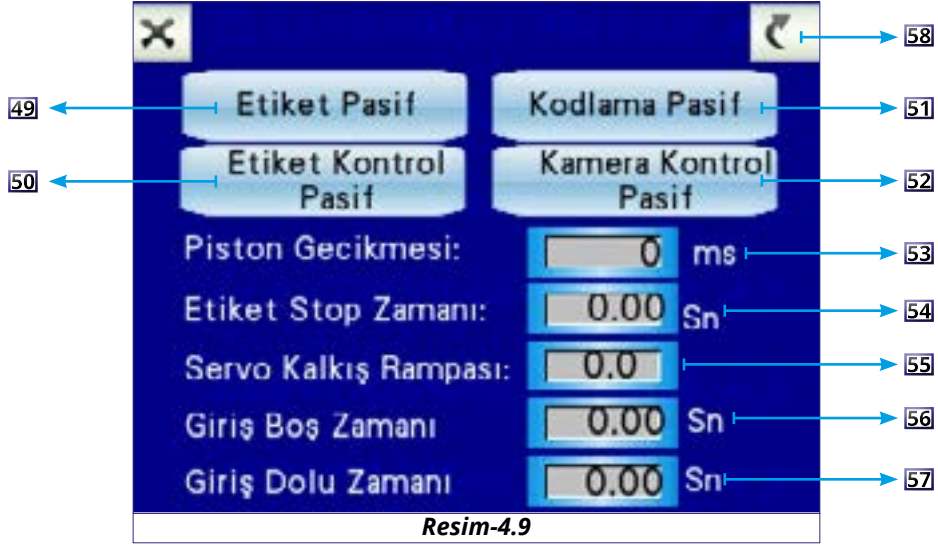 58
49 Etiket Pasif Kodlama Pasif 51
50 Etiket Kontrol Pasif Kamera Kontrol Pasif 52
Piston Gecikmesi: 0 ms 53
Etiket Stop Zamanı: 0.00 Sn 54
Servo Kalkış Rampası: 0.0 55
Giriş Boş Zamanı 0.00 Sn 56
Giriş Dolu Zamanı 0.00 Sn 57
Resim-4.9